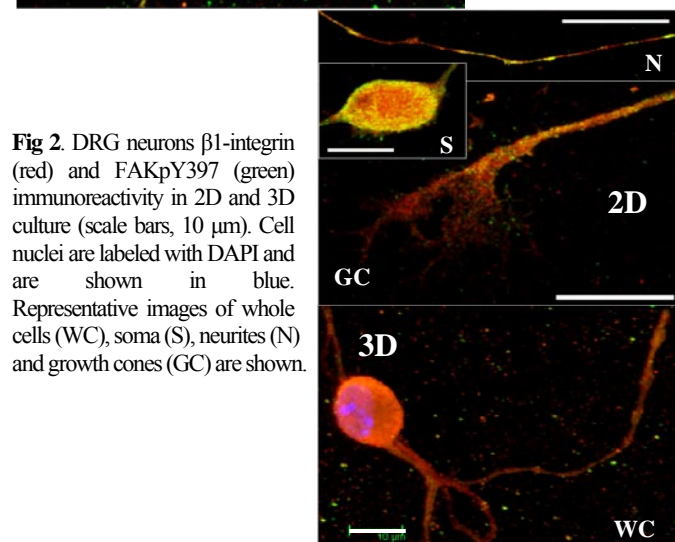 Fig 2. DRG neurons β1-integrin
(red) and FAKpY397 (green)
immunoreactivity in 2D and 3D
culture (scale bars, 10 μm). Cell
nuclei are labeled with DAPI and
are shown in blue.
Representative images of whole
cells (WC), soma (S), neurites (N)
and growth cones (GC) are shown.
N
S
2D
GC
3D
10 μm
WC